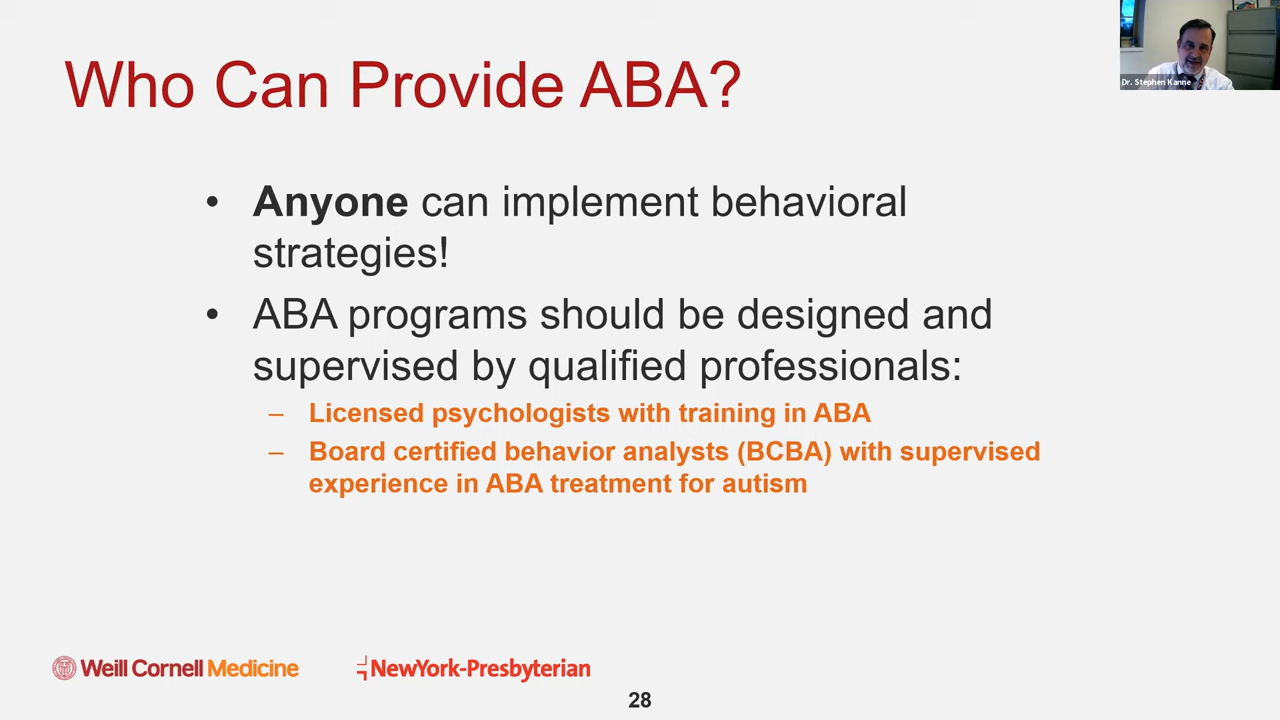 Who Can Provide ABA?
Dr. Stephen Kanne
• Anyone can implement behavioral
strategies!
• ABA programs should be designed and
supervised by qualified professionals:
– Licensed psychologists with training in ABA
– Board certified behavior analysts (BCBA) with supervised
experience in ABA treatment for autism
Weill Cornell Medicine
NewYork-Presbyterian
28